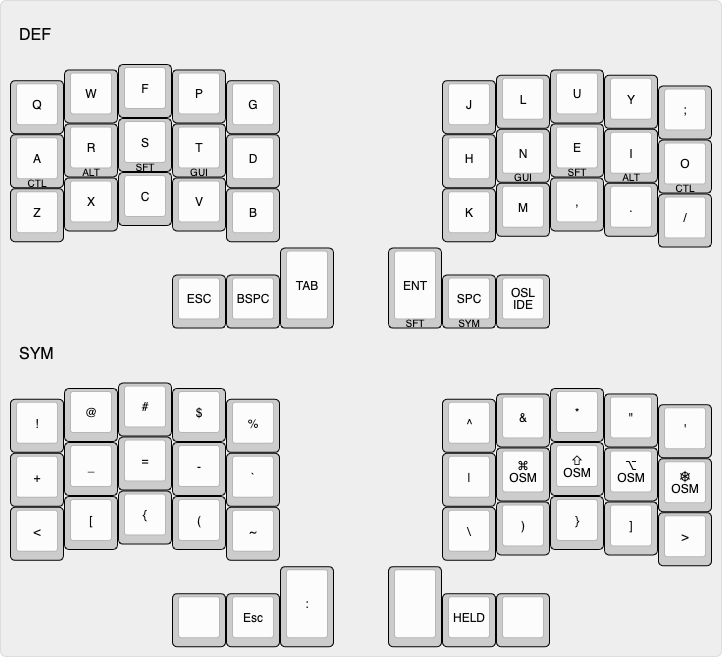 DEF
Q W F P G J L U Y ;
A R S T D H N E I O
CTL ALT SFT GUI GUI SFT ALT CTL
Z X C V B K M , . /
ESC BSPC TAB ENT SPC OSL IDE
SFT SYM
SYM
! @ # $ % ^ & * " '
+ _ = - ` | ⌘ OSM ⇧ OSM ⌥ OSM ⎈ OSM
< [ { ( ~ \ ) } ] >
Esc : HELD